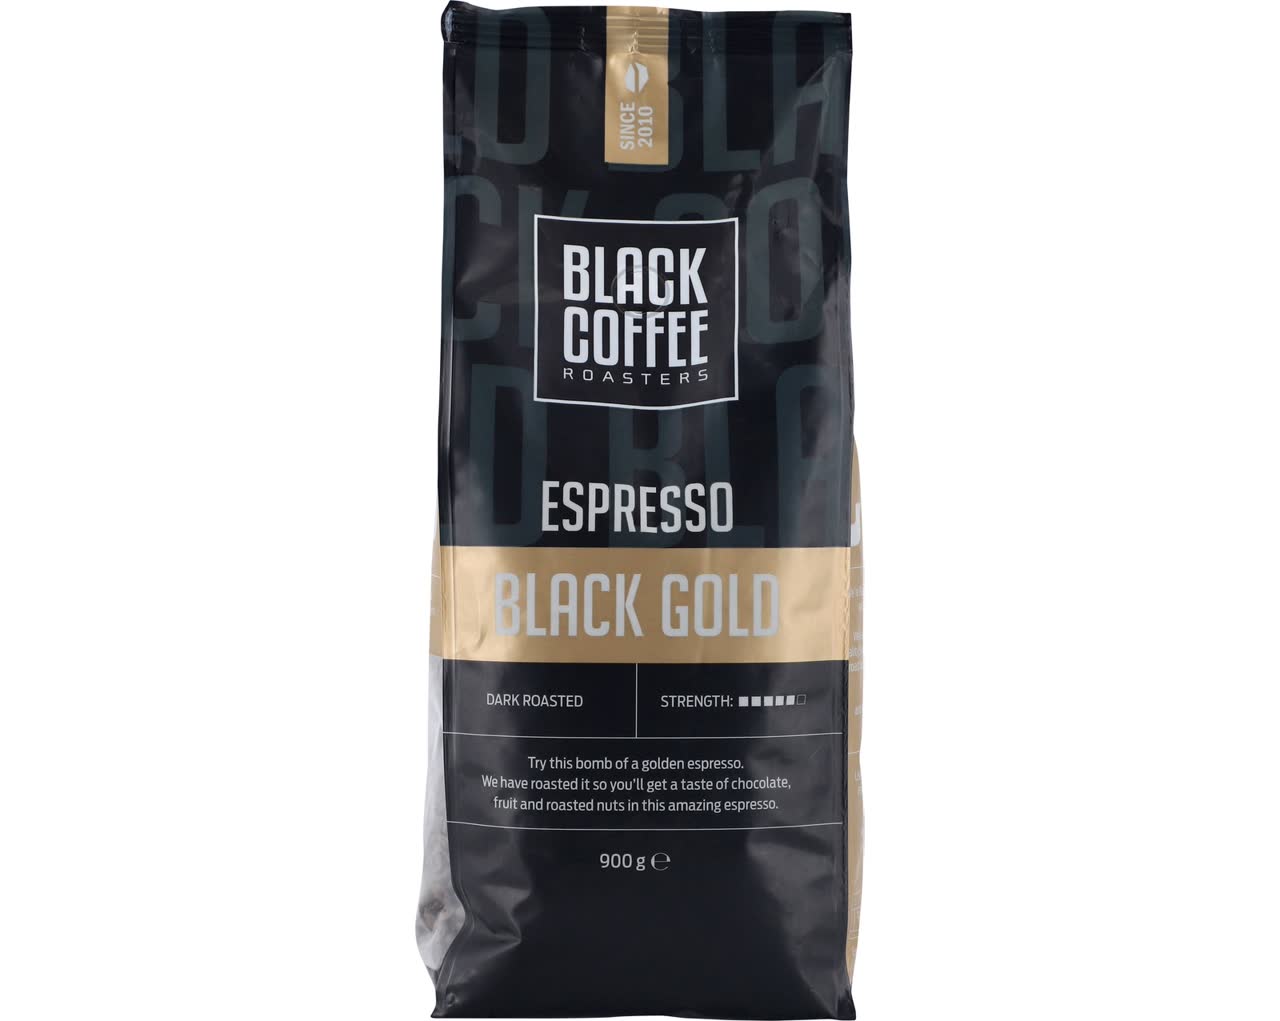 SINCE
2010
BLACK
COFFEE
ROASTERS
ESPRESSO
BLACK GOLD
DARK ROASTED
STRENGTH:
Try this bomb of a golden espresso.
We have roasted it so you'll get a taste of chocolate,
fruit and roasted nuts in this amazing espresso.
900 g ℮